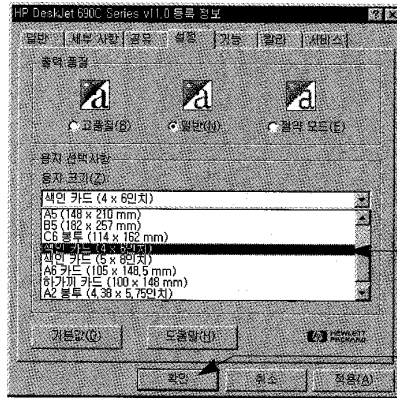 HP DeskJet 690C Series v11.0 등록 정보
일반 세부 사항 공유 설정 기능 칼라 서비스
출력 품질
고품질(B) 일반(N) 절약 모드(E)
용지 선택사항
용지 크기(Z):
색인 카드 (4 x 6인치)
A5 (148 x 210 mm)
B5 (182 x 257 mm)
C6 봉투 (114 x 162 mm)
색인 카드 (4 x 6인치)
색인 카드 (5 x 8인치)
A6 카드 (105 x 148,5 mm)
하가끼 카드 (100 x 148 mm)
A2 봉투 (4,38 x 5,75인치)
기본값(D) 도움말(H) HEWLETT PACKARD
확인 취소 적용(A)